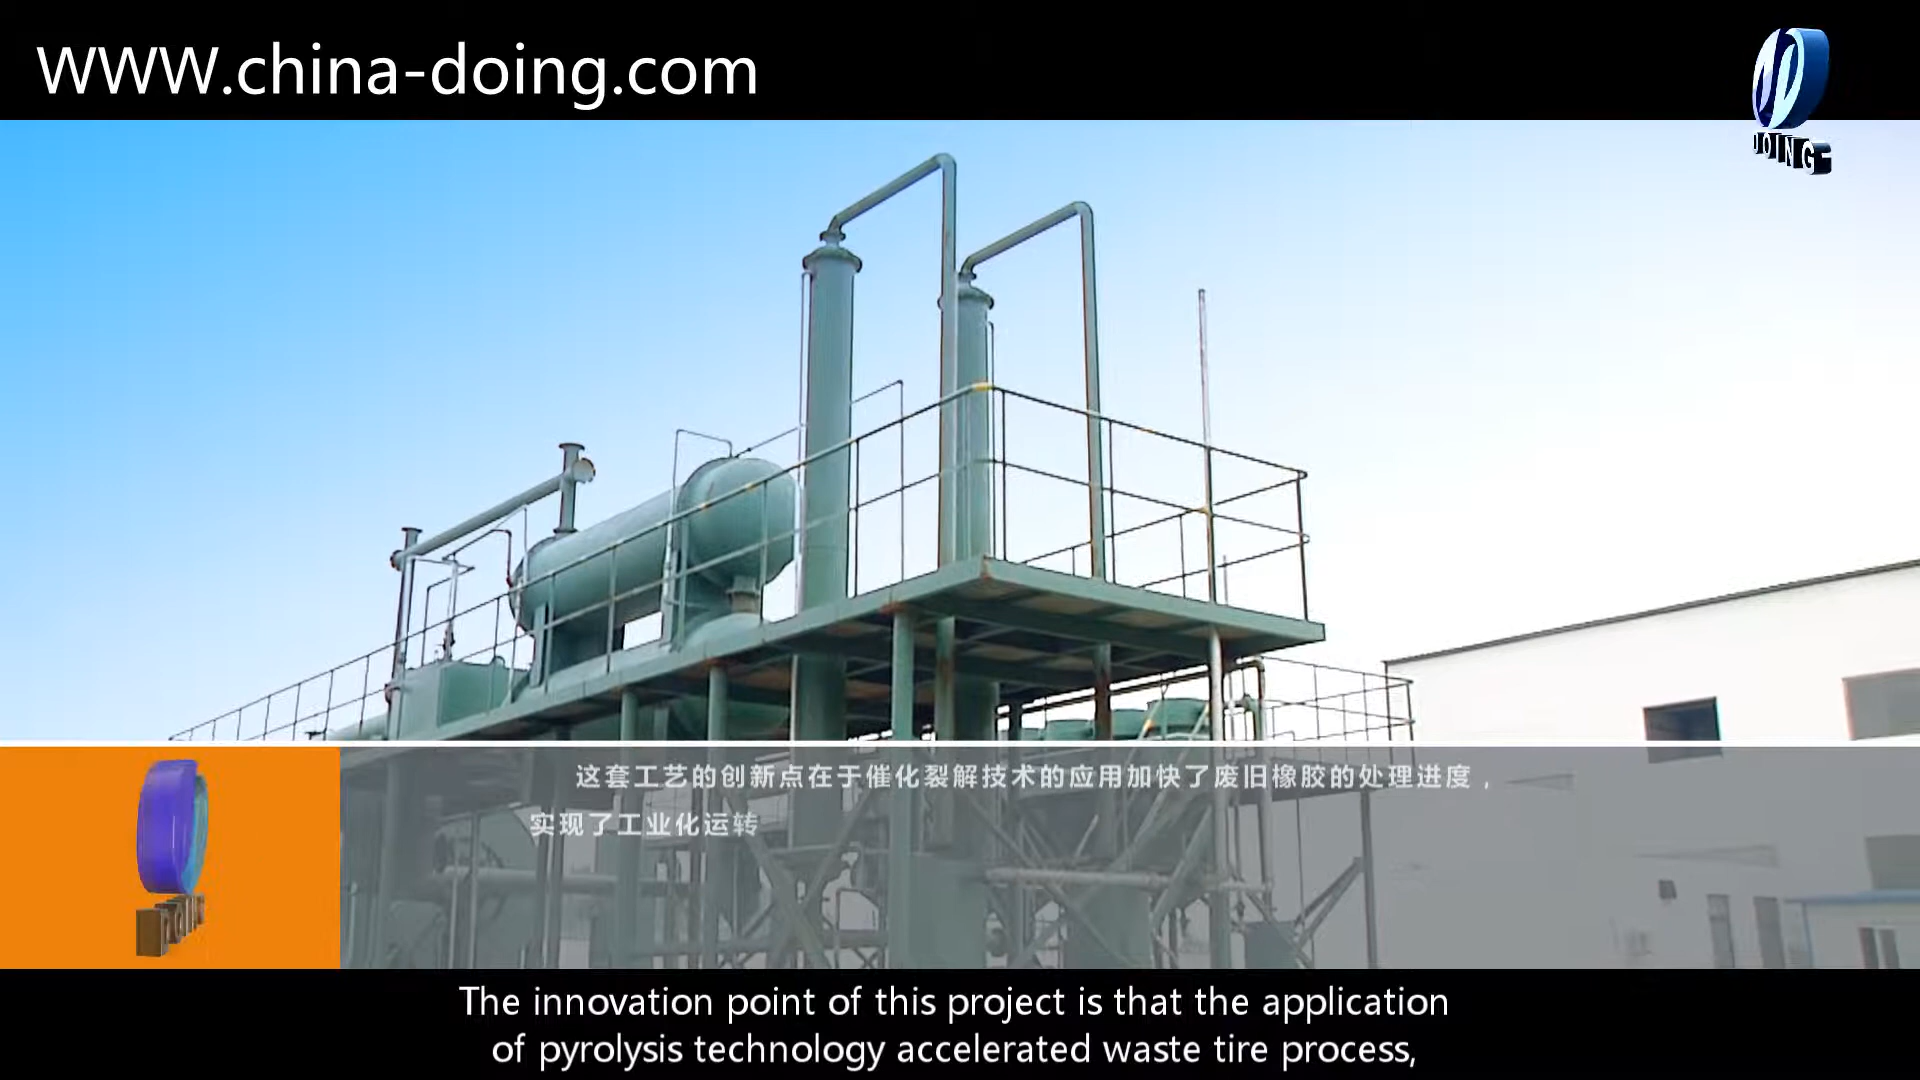 WWW.china-doing.com
DOING
这套工艺的创新点在于催化裂解技术的应用加快了废旧橡胶的处理进度，
实现了工业化运转
The innovation point of this project is that the application
of pyrolysis technology accelerated waste tire process,